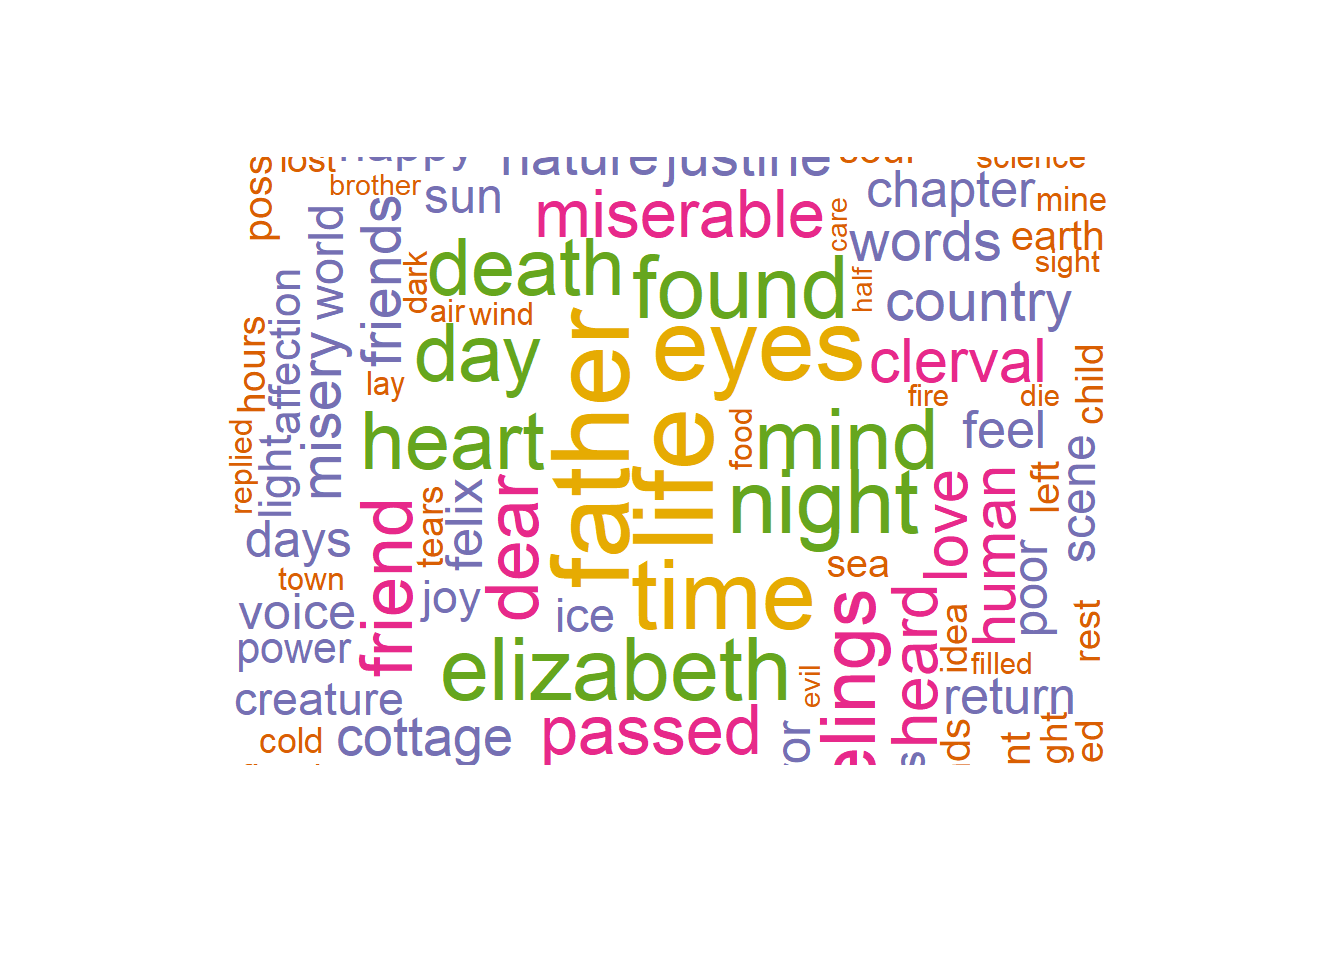 poss
lost
happy
nature
justine
soul
science
brother
sun
miserable
care
chapter
mine
world
friends
dark
death
found
words
earth
sight
half
country
air
wind
affection
misery
hours
day
father
eyes
clerval
child
lay
fire
die
replied
light
heart
life
food
mind
feel
scene
left
night
love
human
friend
tears
felix
dear
days
sea
time
poor
town
joy
ice
voice
power
elings
heard
idea
rest
filled
elizabeth
evil
creature
return
cold
cottage
passed
vor
s
ds
nt
ght
ed